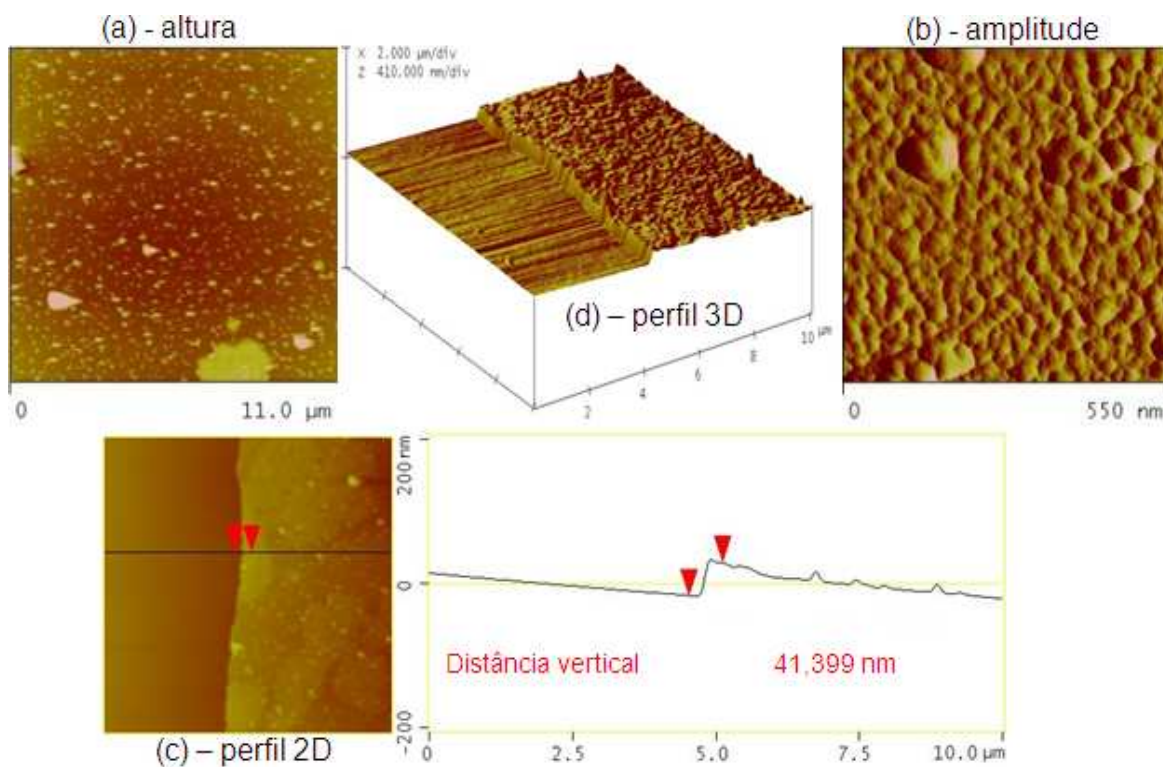 (a) - altura
(b) - amplitude
X 2.000 µm/div
Z 410.000 nm/div
(d) – perfil 3D
2
4
6
8
10
µm
0 11.0 µm
0 550 nm
200 nm
0
-200
Distância vertical 41,399 nm
(c) – perfil 2D
0 2.5 5.0 7.5 10.0 µm